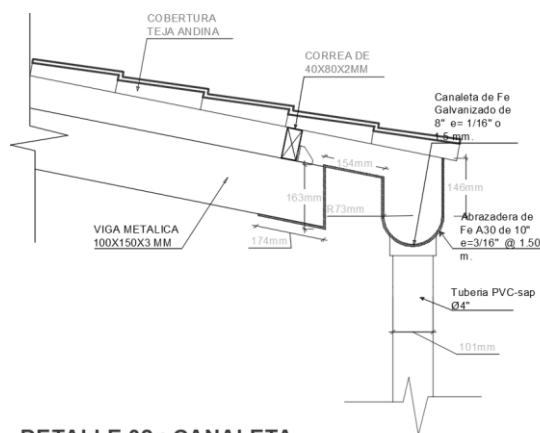 COBERTURA
TEJA ANDINA
CORREA DE
40X80X2MM
Canaleta de Fe
Galvanizado de
8" e= 1/16" o
1.5 mm.
154mm
163mm
R73mm
146mm
VIGA METALICA
100X150X3 MM
174mm
Abrazadera de
Fe A30 de 10"
e=3/16" @ 1.50
m.
Tuberia PVC-sap
Ø4"
101mm